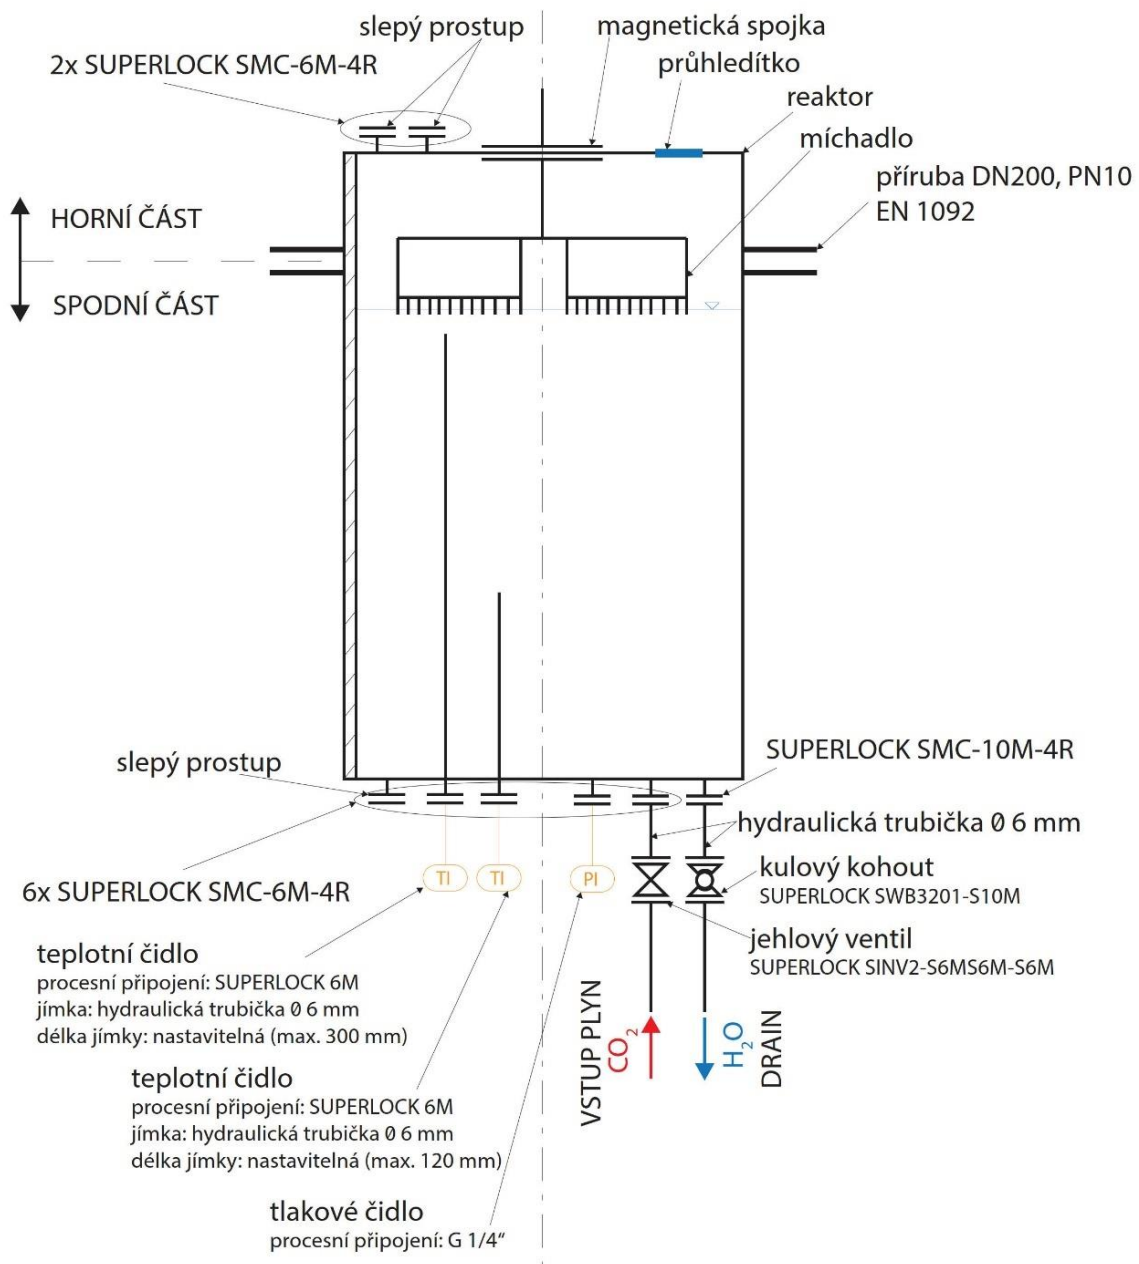 slepý prostup
magnetická spojka
2x SUPERLOCK SMC-6M-4R
průhledítko
reaktor
míchadlo
příruba DN200, PN10
EN 1092
HORNÍ ČÁST
SPODNÍ ČÁST
slepý prostup
SUPERLOCK SMC-10M-4R
hydraulická trubička Ø 6 mm
6x SUPERLOCK SMC-6M-4R
TI
TI
PI
kulový kohout
SUPERLOCK SWB3201-S10M
jehlový ventil
SUPERLOCK SINV2-S6MS6M-S6M
teplotní čidlo
procesní připojení: SUPERLOCK 6M
jímka: hydraulická trubička Ø 6 mm
délka jímky: nastavitelná (max. 300 mm)
VSTUP PLYN
CO₂
H₂O
DRAIN
teplotní čidlo
procesní připojení: SUPERLOCK 6M
jímka: hydraulická trubička Ø 6 mm
délka jímky: nastavitelná (max. 120 mm)
tlakové čidlo
procesní připojení: G 1/4“